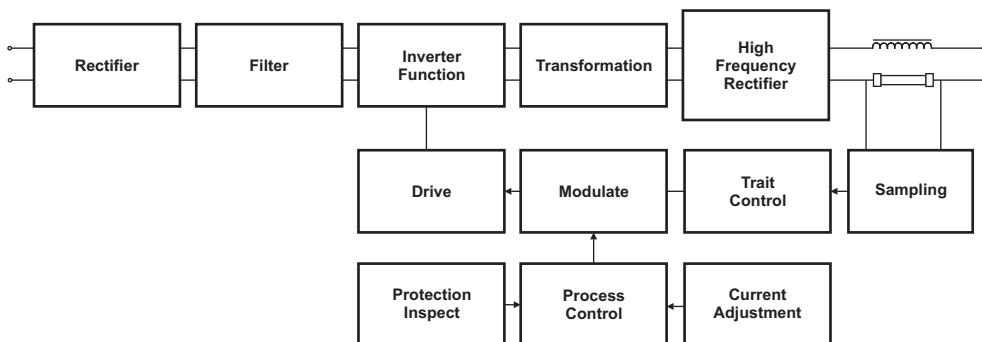 Rectifier
Filter
Inverter
Function
Transformation
High
Frequency
Rectifier
Drive
Modulate
Trait
Control
Sampling
Protection
Inspect
Process
Control
Current
Adjustment